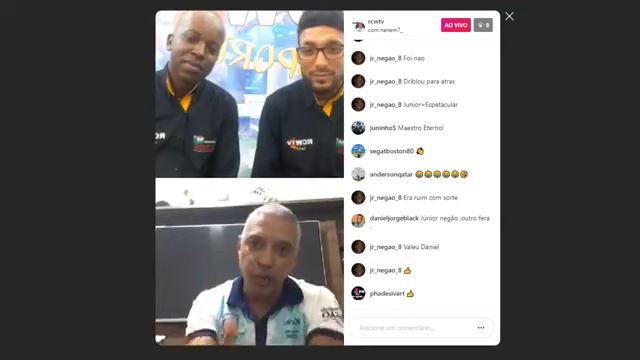 rcwtv
com nenem?_
AO VIVO
9
jr_negao_8 Foi nao
jr_negao_8 Driblou para atras
jr_negao_8 Junior=Espetacular
juninho5 Maestro Eterno!
segatboston80 👏
andersonqatar 😂😂😂😂😂🤣
jr_negao_8 Era ruim com sorte
danieljorgeblack Júnior negão .outro fera
.
jr_negao_8 Valeu Daniel
jr_negao_8 👍
phadesivart 👍
Adicione um comentário...
RCWTV